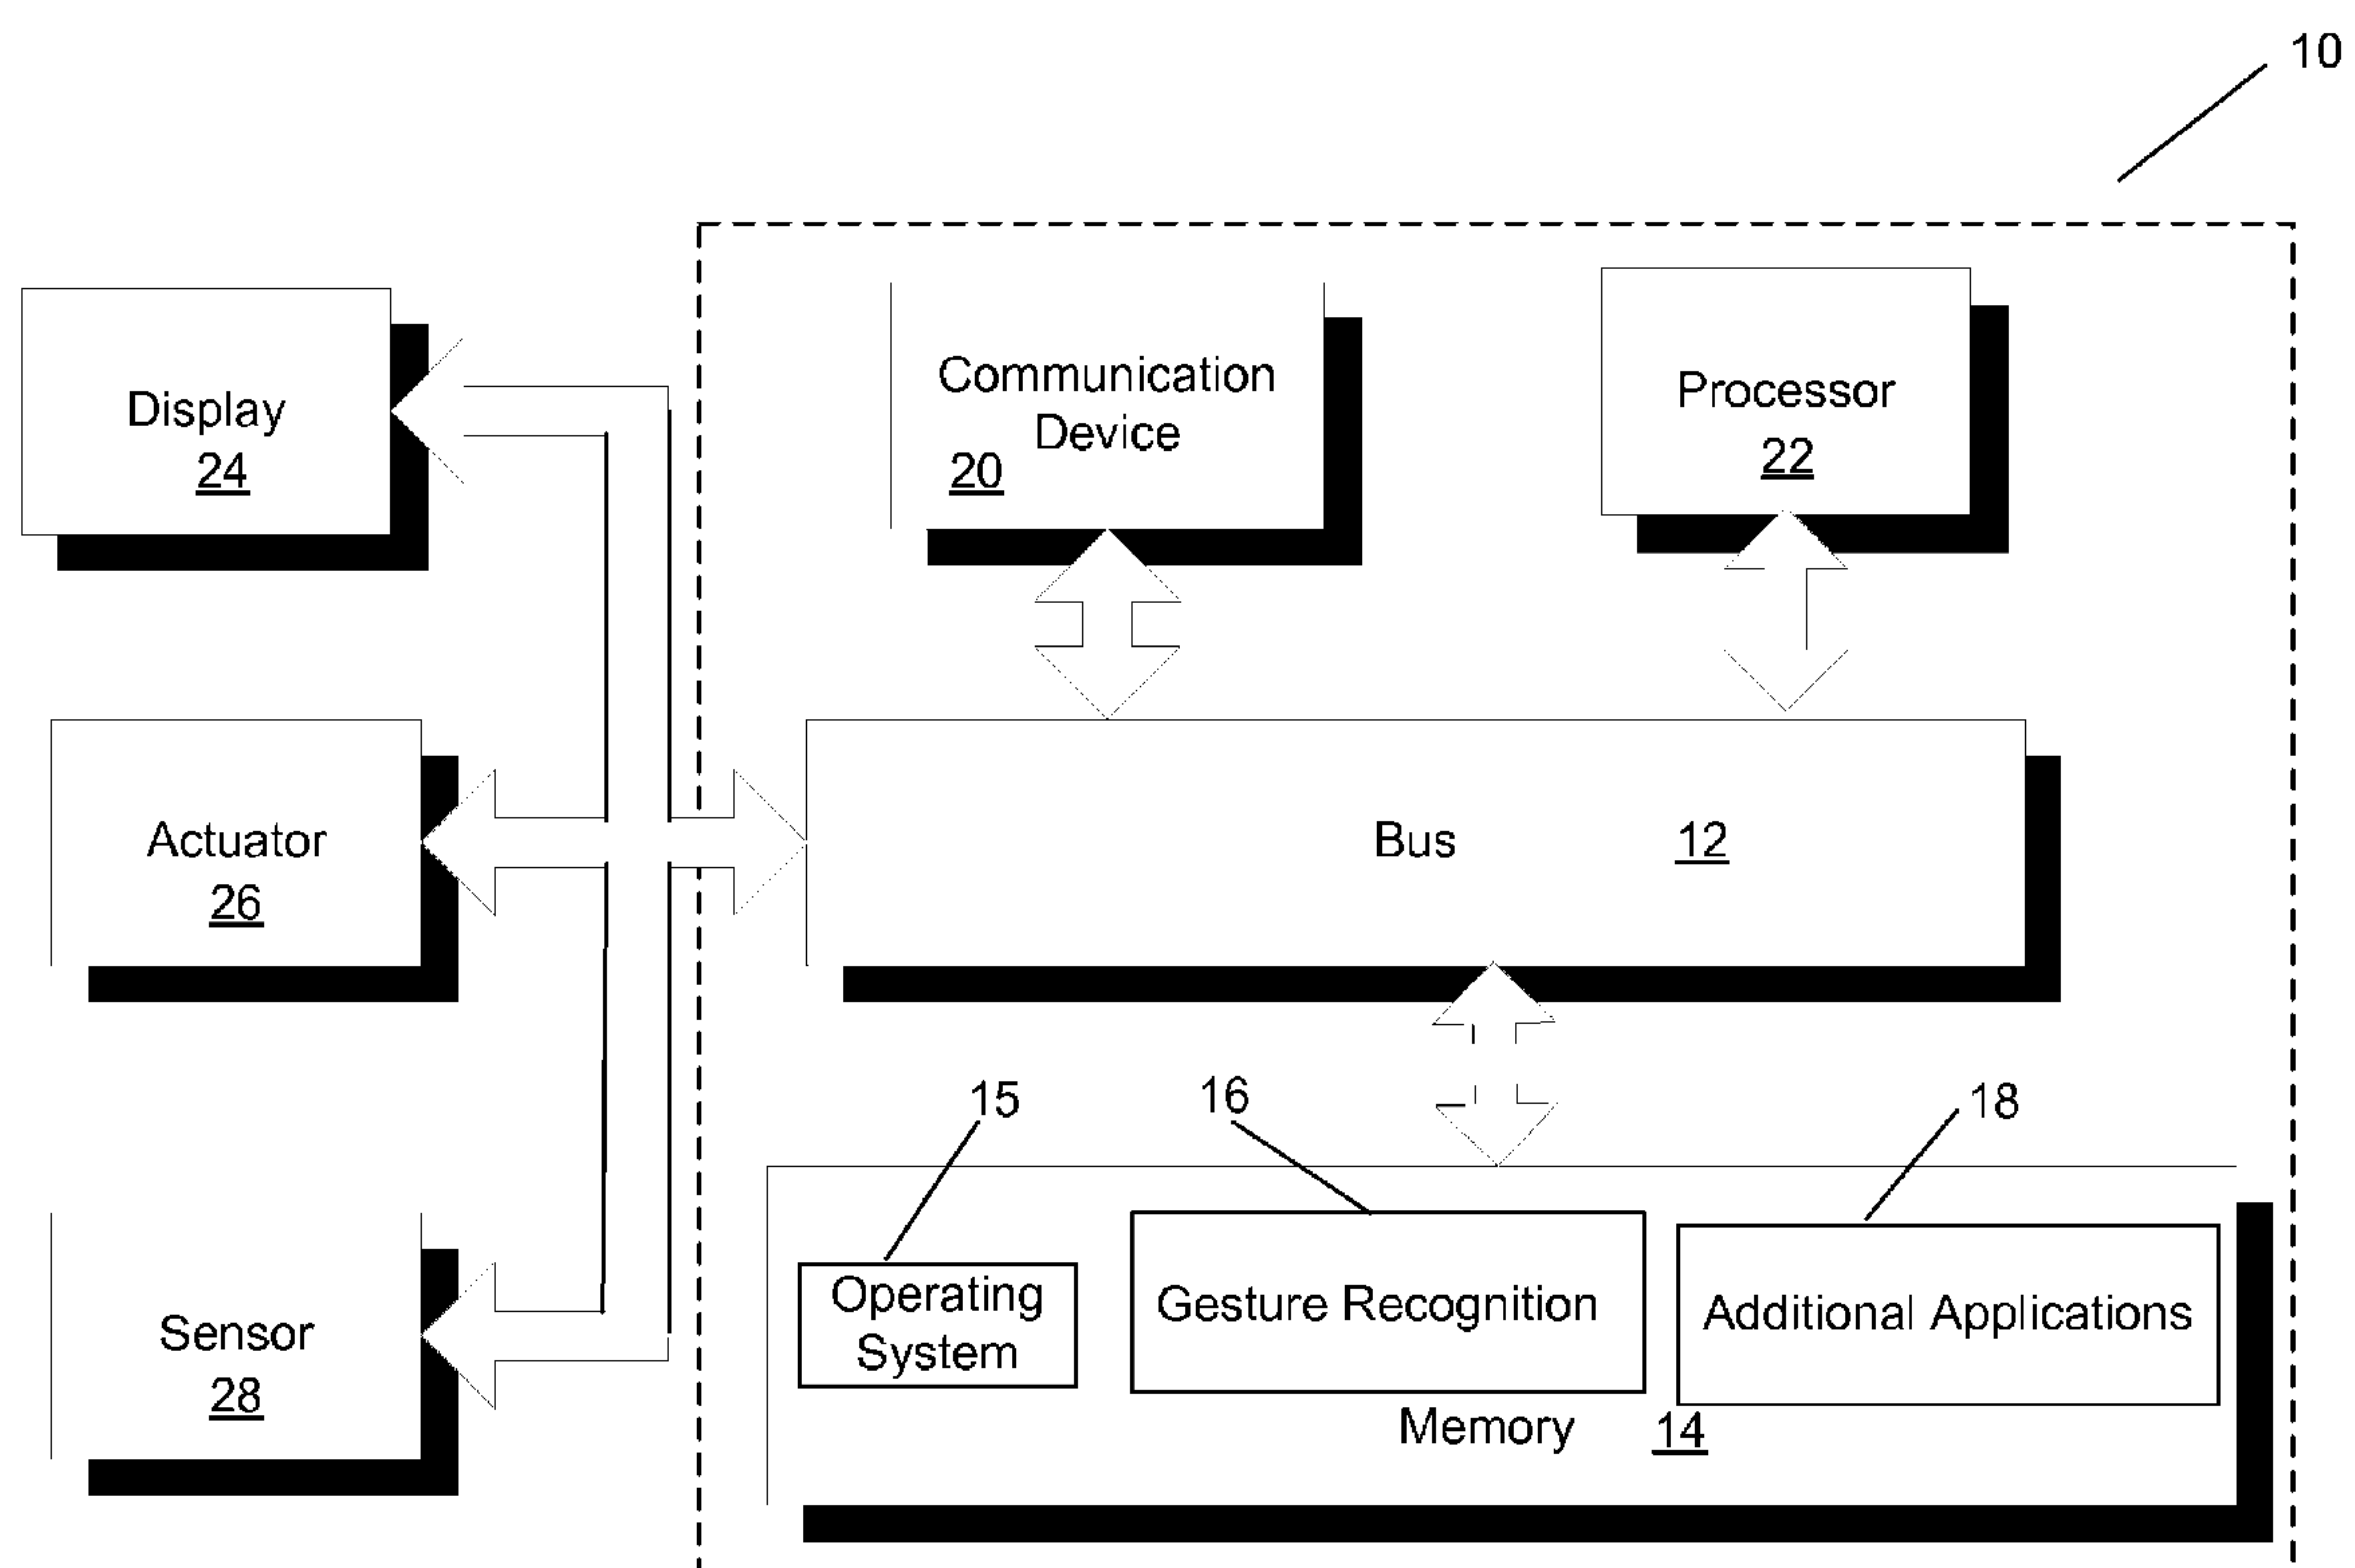 10
Display
24
Communication
Device
20
Processor
22
Actuator
26
Bus 12
15
16
18
Sensor
28
Operating
System
Gesture Recognition
Additional Applications
Memory 14